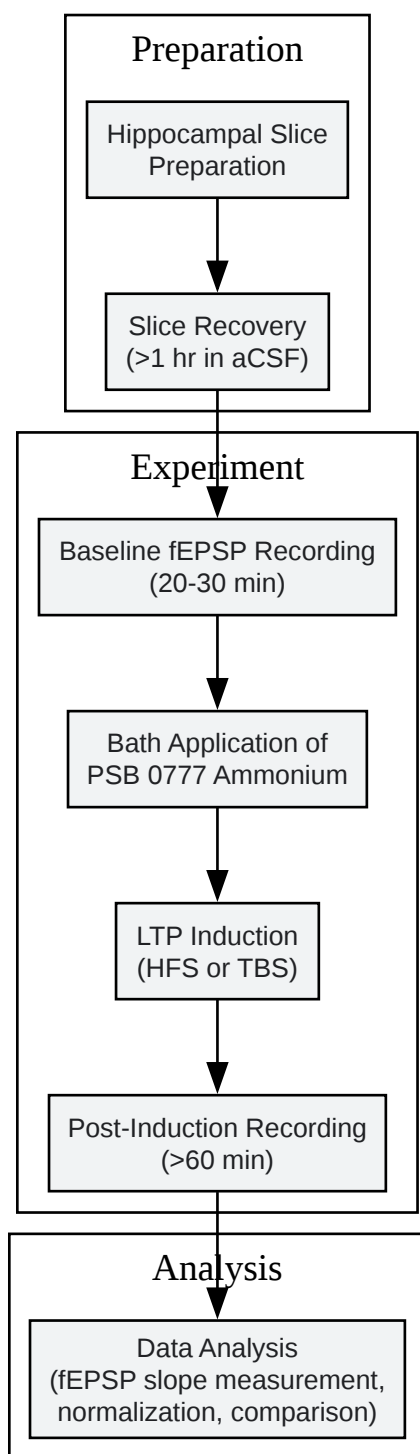 Preparation
Hippocampal Slice
Preparation
Slice Recovery
(>1 hr in aCSF)
Experiment
Baseline fEPSP Recording
(20-30 min)
Bath Application of
PSB 0777 Ammonium
LTP Induction
(HFS or TBS)
Post-Induction Recording
(>60 min)
Analysis
Data Analysis
(fEPSP slope measurement,
normalization, comparison)